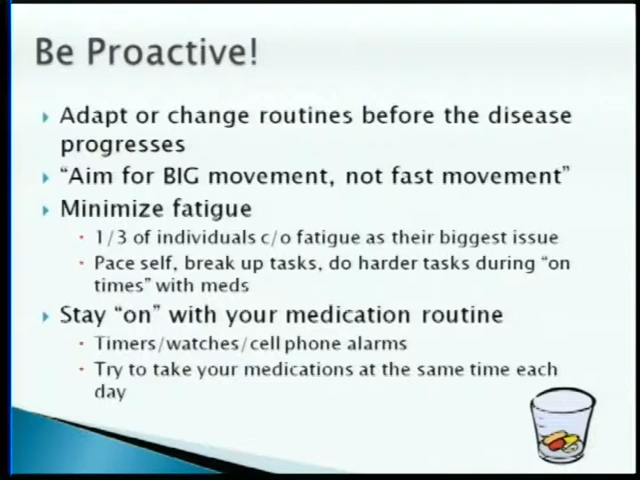 Be Proactive!
Adapt or change routines before the disease
progresses
“Aim for BIG movement, not fast movement”
Minimize fatigue
1/3 of individuals c/o fatigue as their biggest issue
Pace self, break up tasks, do harder tasks during “on
times” with meds
Stay “on” with your medication routine
Timers/watches/cell phone alarms
Try to take your medications at the same time each
day